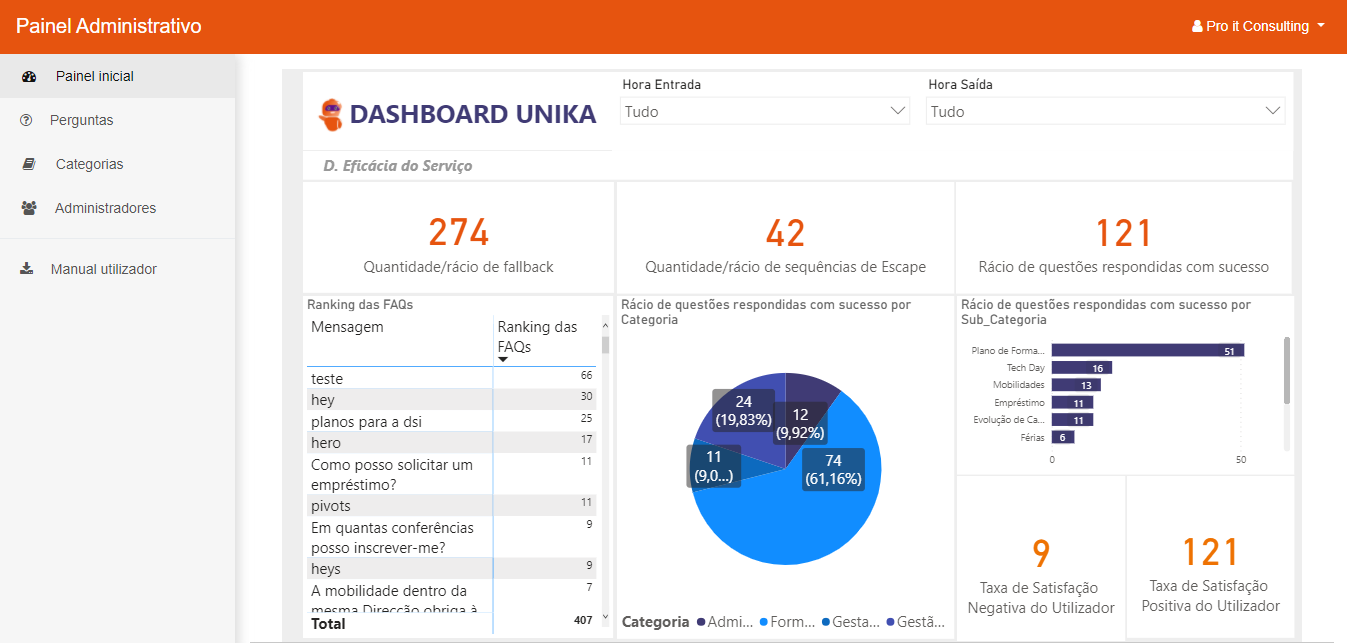 Painel Administrativo
Pro it Consulting
Painel inicial
Perguntas
Categorias
Administradores
Manual utilizador
DASHBOARD UNIKA
D. Eficácia do Serviço
Hora Entrada
Tudo
Hora Saída
Tudo
274
Quantidade/rácio de fallback
42
Quantidade/rácio de sequências de Escape
121
Rácio de questões respondidas com sucesso
Ranking das FAQs
Mensagem
Ranking das
FAQs
teste 66
hey 30
planos para a dsi 25
hero 17
Como posso solicitar um 11
empréstimo?
pivots 11
Em quantas conferências 9
posso inscrever-me?
heys 9
A mobilidade dentro da 7
mesma Direcção obriga à
Total 407
Rácio de questões respondidas com sucesso por
Categoria
24
(19,83%)
12
(9,92%)
11
(9,0...)
74
(61,16%)
Categoria Admi... Form... Gesta... Gestã...
Rácio de questões respondidas com sucesso por
Sub_Categoria
Plano de Forma... 51
Tech Day 16
Mobilidades 13
Empréstimo 11
Evolução de Ca... 11
Férias 6
0 50
9
Taxa de Satisfação
Negativa do Utilizador
121
Taxa de Satisfação
Positiva do Utilizador